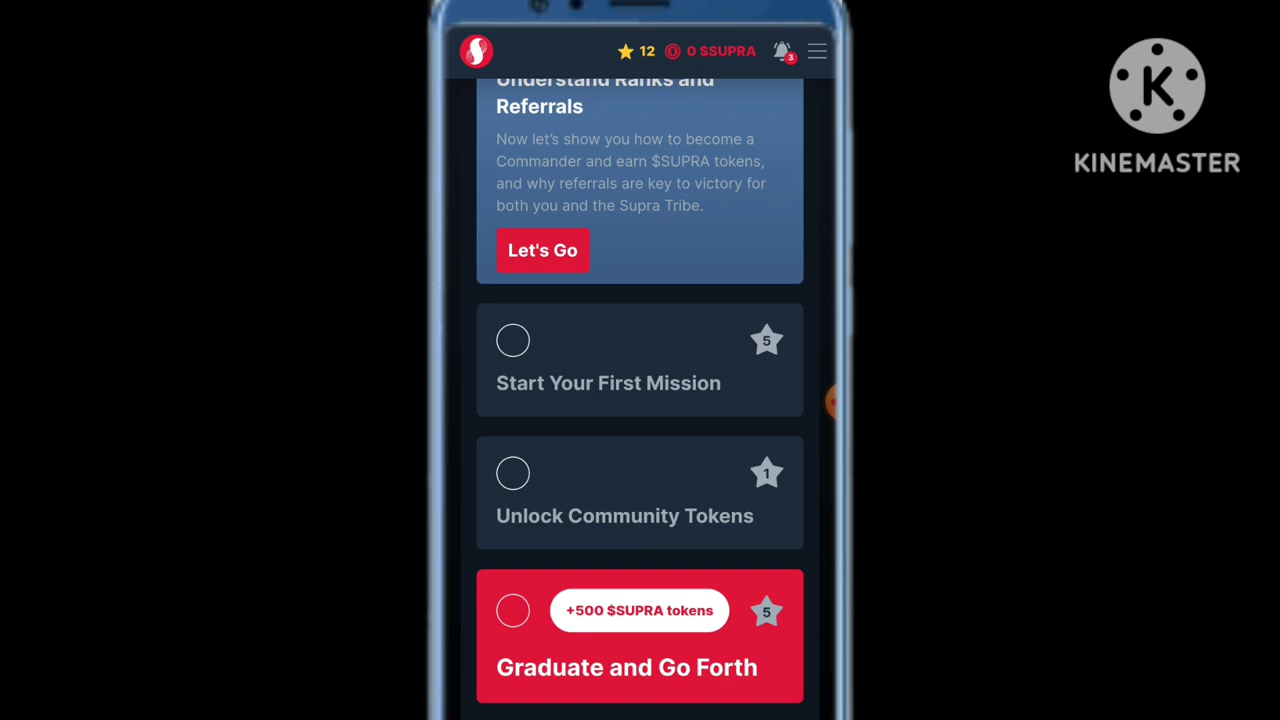 12 0 $SUPRA 3
Understand Ranks and
Referrals
Now let's show you how to become a
Commander and earn $SUPRA tokens,
and why referrals are key to victory for
both you and the Supra Tribe.
Let's Go
5
Start Your First Mission
1
Unlock Community Tokens
+500 $SUPRA tokens 5
Graduate and Go Forth
K
KINEMASTER